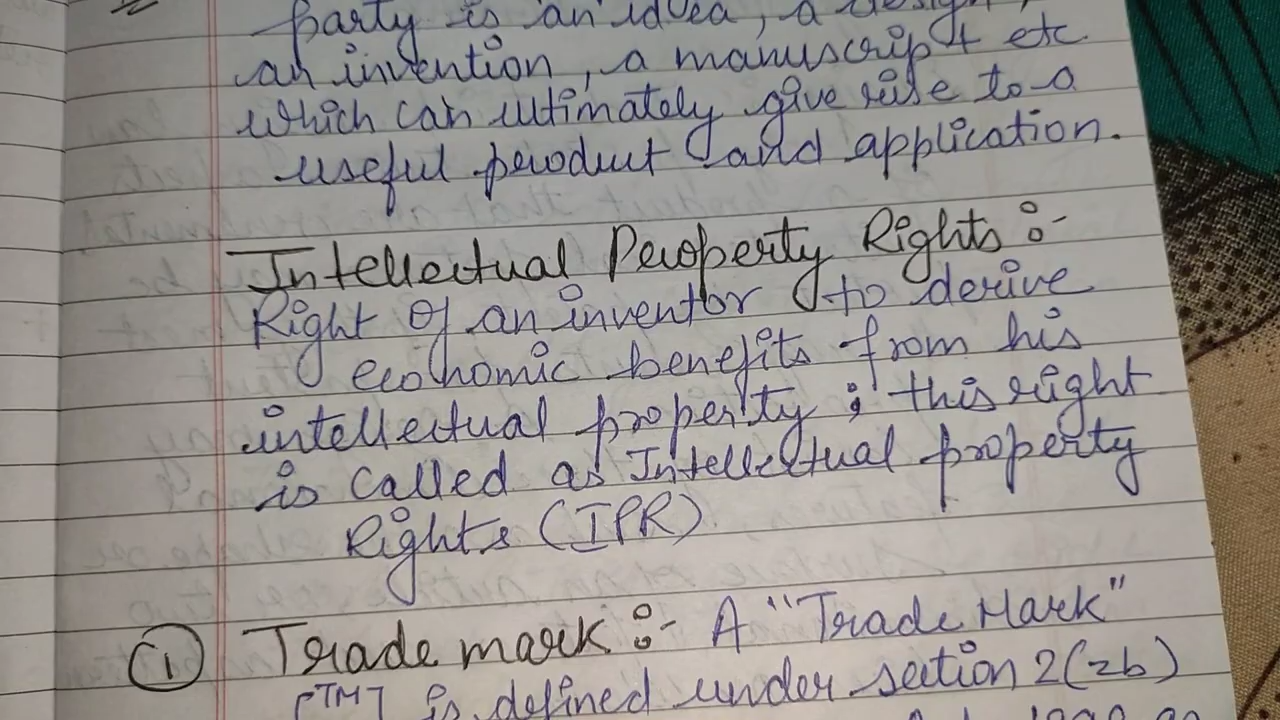 party is an idea, a design,
an invention, a manuscript etc
which can ultimately give rise to a
useful product and application.
Intellectual Property Rights :-
Right of an inventor to derive
economic benefits from his
intellectual property ; this right
is called as Intellectual property
Rights (IPR)
① Trade mark :- A "Trade Mark"
[TM] is defined under section 2(zb)